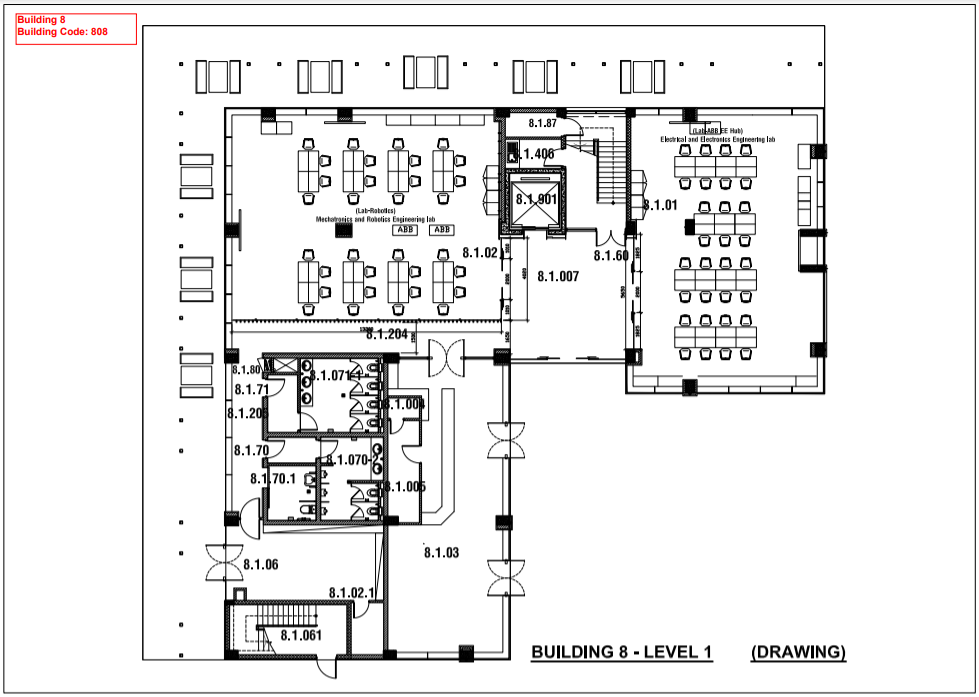 Building 8
Building Code: 808
8.1.87
8.1.406
(Lab-ABB EE Hub)
Electrical and Electronics Engineering lab
8.1.901
8.1.01
(Lab-Robotics)
Mechatronics and Robotics Engineering lab
ABB
ABB
8.1.02
8.1.60
8.1.007
8.1.204
8.1.80
8.1.071-1
8.1.71
8.1.004
8.1.70
8.1.070-2
8.1.70.1
8.1.005
8.1.03
8.1.06
8.1.02.1
8.1.061
BUILDING 8 - LEVEL 1
(DRAWING)